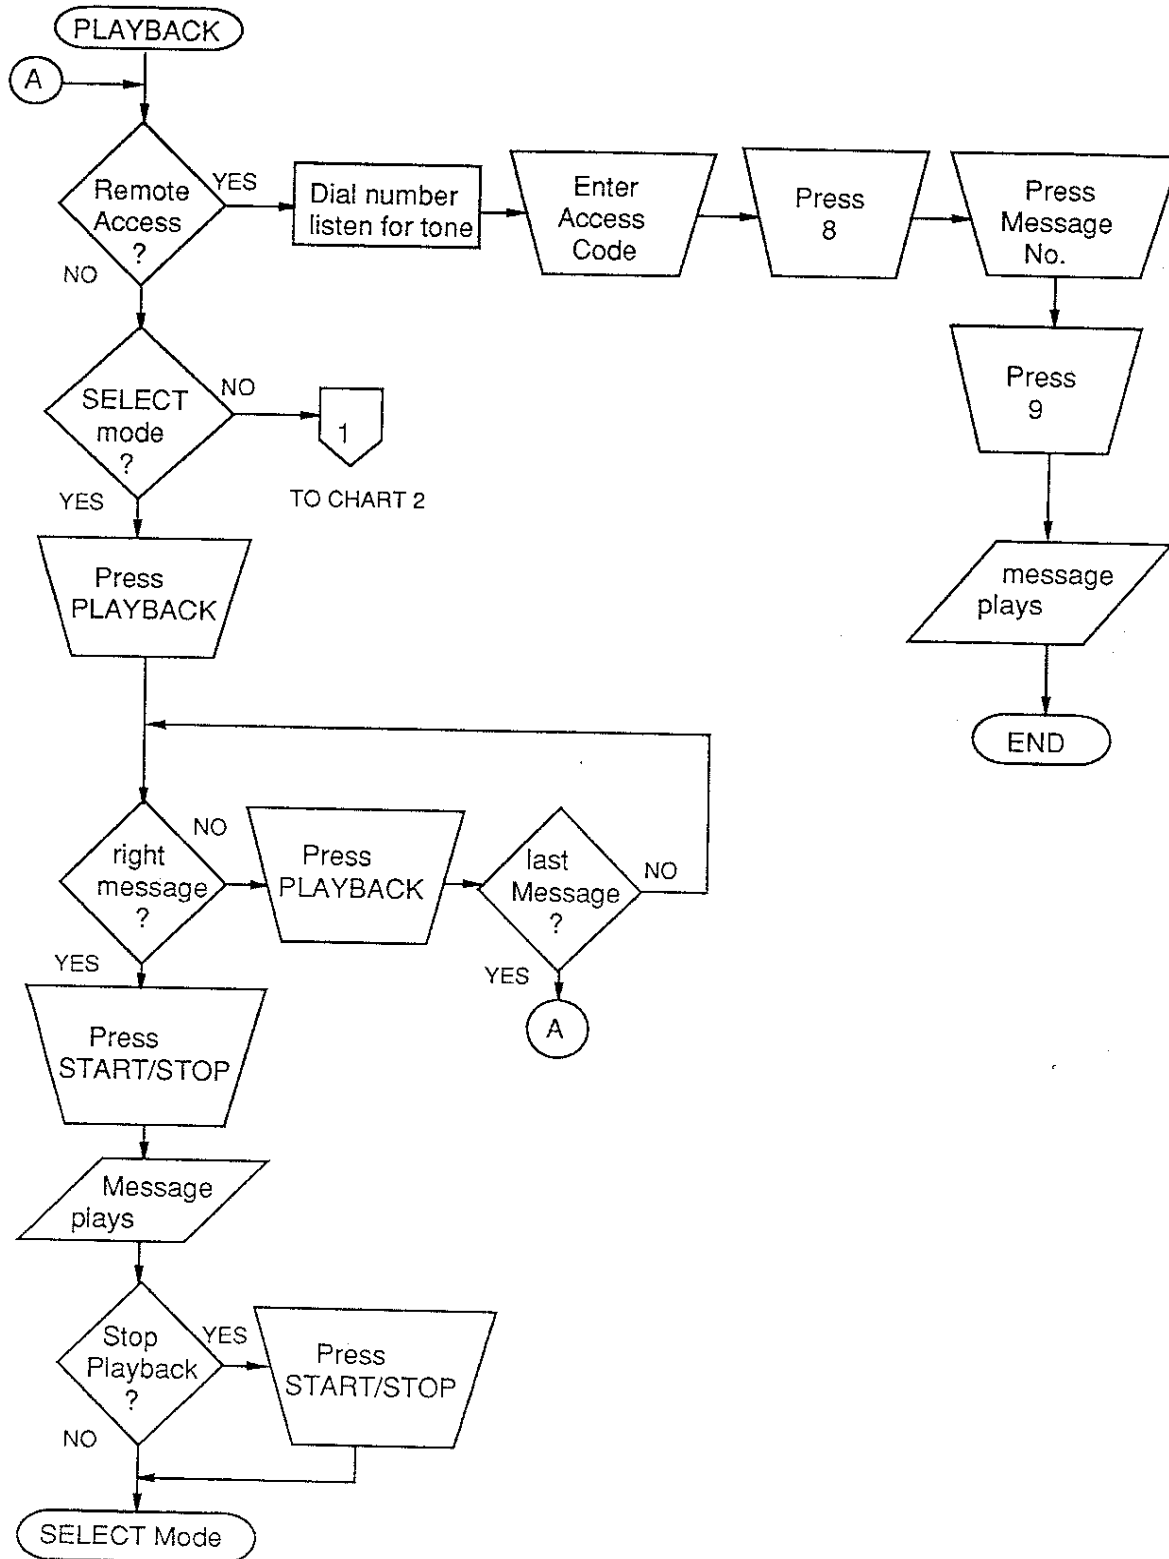 PLAYBACK
A
Remote
Access
?
YES
NO
Dial number
listen for tone
Enter
Access
Code
Press
8
Press
Message
No.
Press
9
message
plays
END
SELECT
mode
?
NO
YES
1
TO CHART 2
Press
PLAYBACK
right
message
?
NO
YES
Press
PLAYBACK
last
Message
?
NO
YES
A
Press
START/STOP
Message
plays
Stop
Playback
?
YES
NO
Press
START/STOP
SELECT Mode